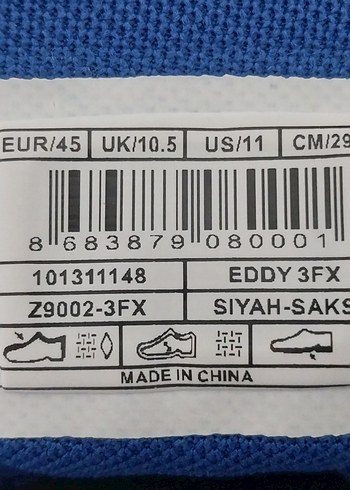 EUR/45 UK/10.5 US/11 CM/29
8 683879 080001
101311148 EDDY 3FX
Z9002-3FX SIYAH-SAKS
MADE IN CHINA